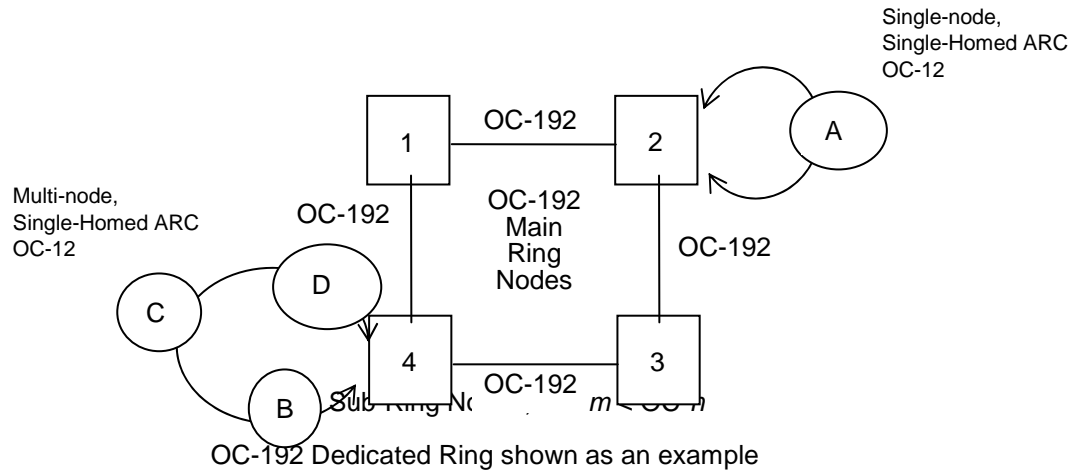 Single-node,
Single-Homed ARC
OC-12
A
OC-192
1
2
Multi-node,
Single-Homed ARC
OC-12
OC-192
OC-192
Main
Ring
Nodes
OC-192
C
D
4
3
OC-192
B
Sub Ring m
OC-192 Dedicated Ring shown as an example